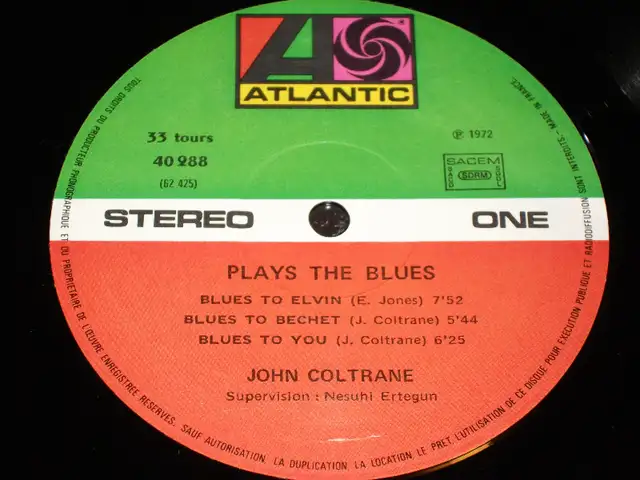 ATLANTIC
33 tours
40 288
(62 425)
℗ 1972
SACEM
SDRM
STEREO
ONE
PLAYS THE BLUES
BLUES TO ELVIN (E. Jones) 7'52
BLUES TO BECHET (J. Coltrane) 5'44
BLUES TO YOU (J. Coltrane) 6'25
JOHN COLTRANE
Supervision : Nesuhi Ertegun
TOUS DROITS DU PRODUCTEUR PHONOGRAPHIQUE ET DU PROPRIETAIRE DE L'ŒUVRE ENREGISTREE RESERVES. SAUF AUTORISATION, LA DUPLICATION, LA LOCATION, LE PRET, L'UTILISATION DE CE DISQUE POUR EXECUTION PUBLIQUE ET RADIODIFFUSION SONT INTERDITS - MADE IN FRANCE.